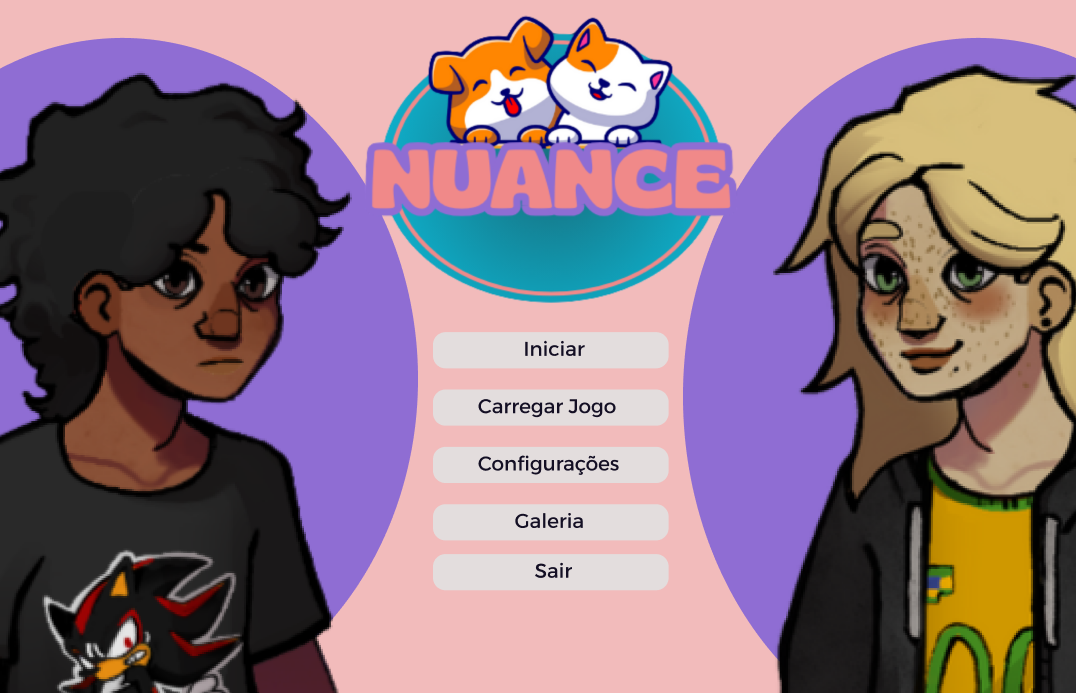 NUANCE
Iniciar
Carregar Jogo
Configurações
Galeria
Sair